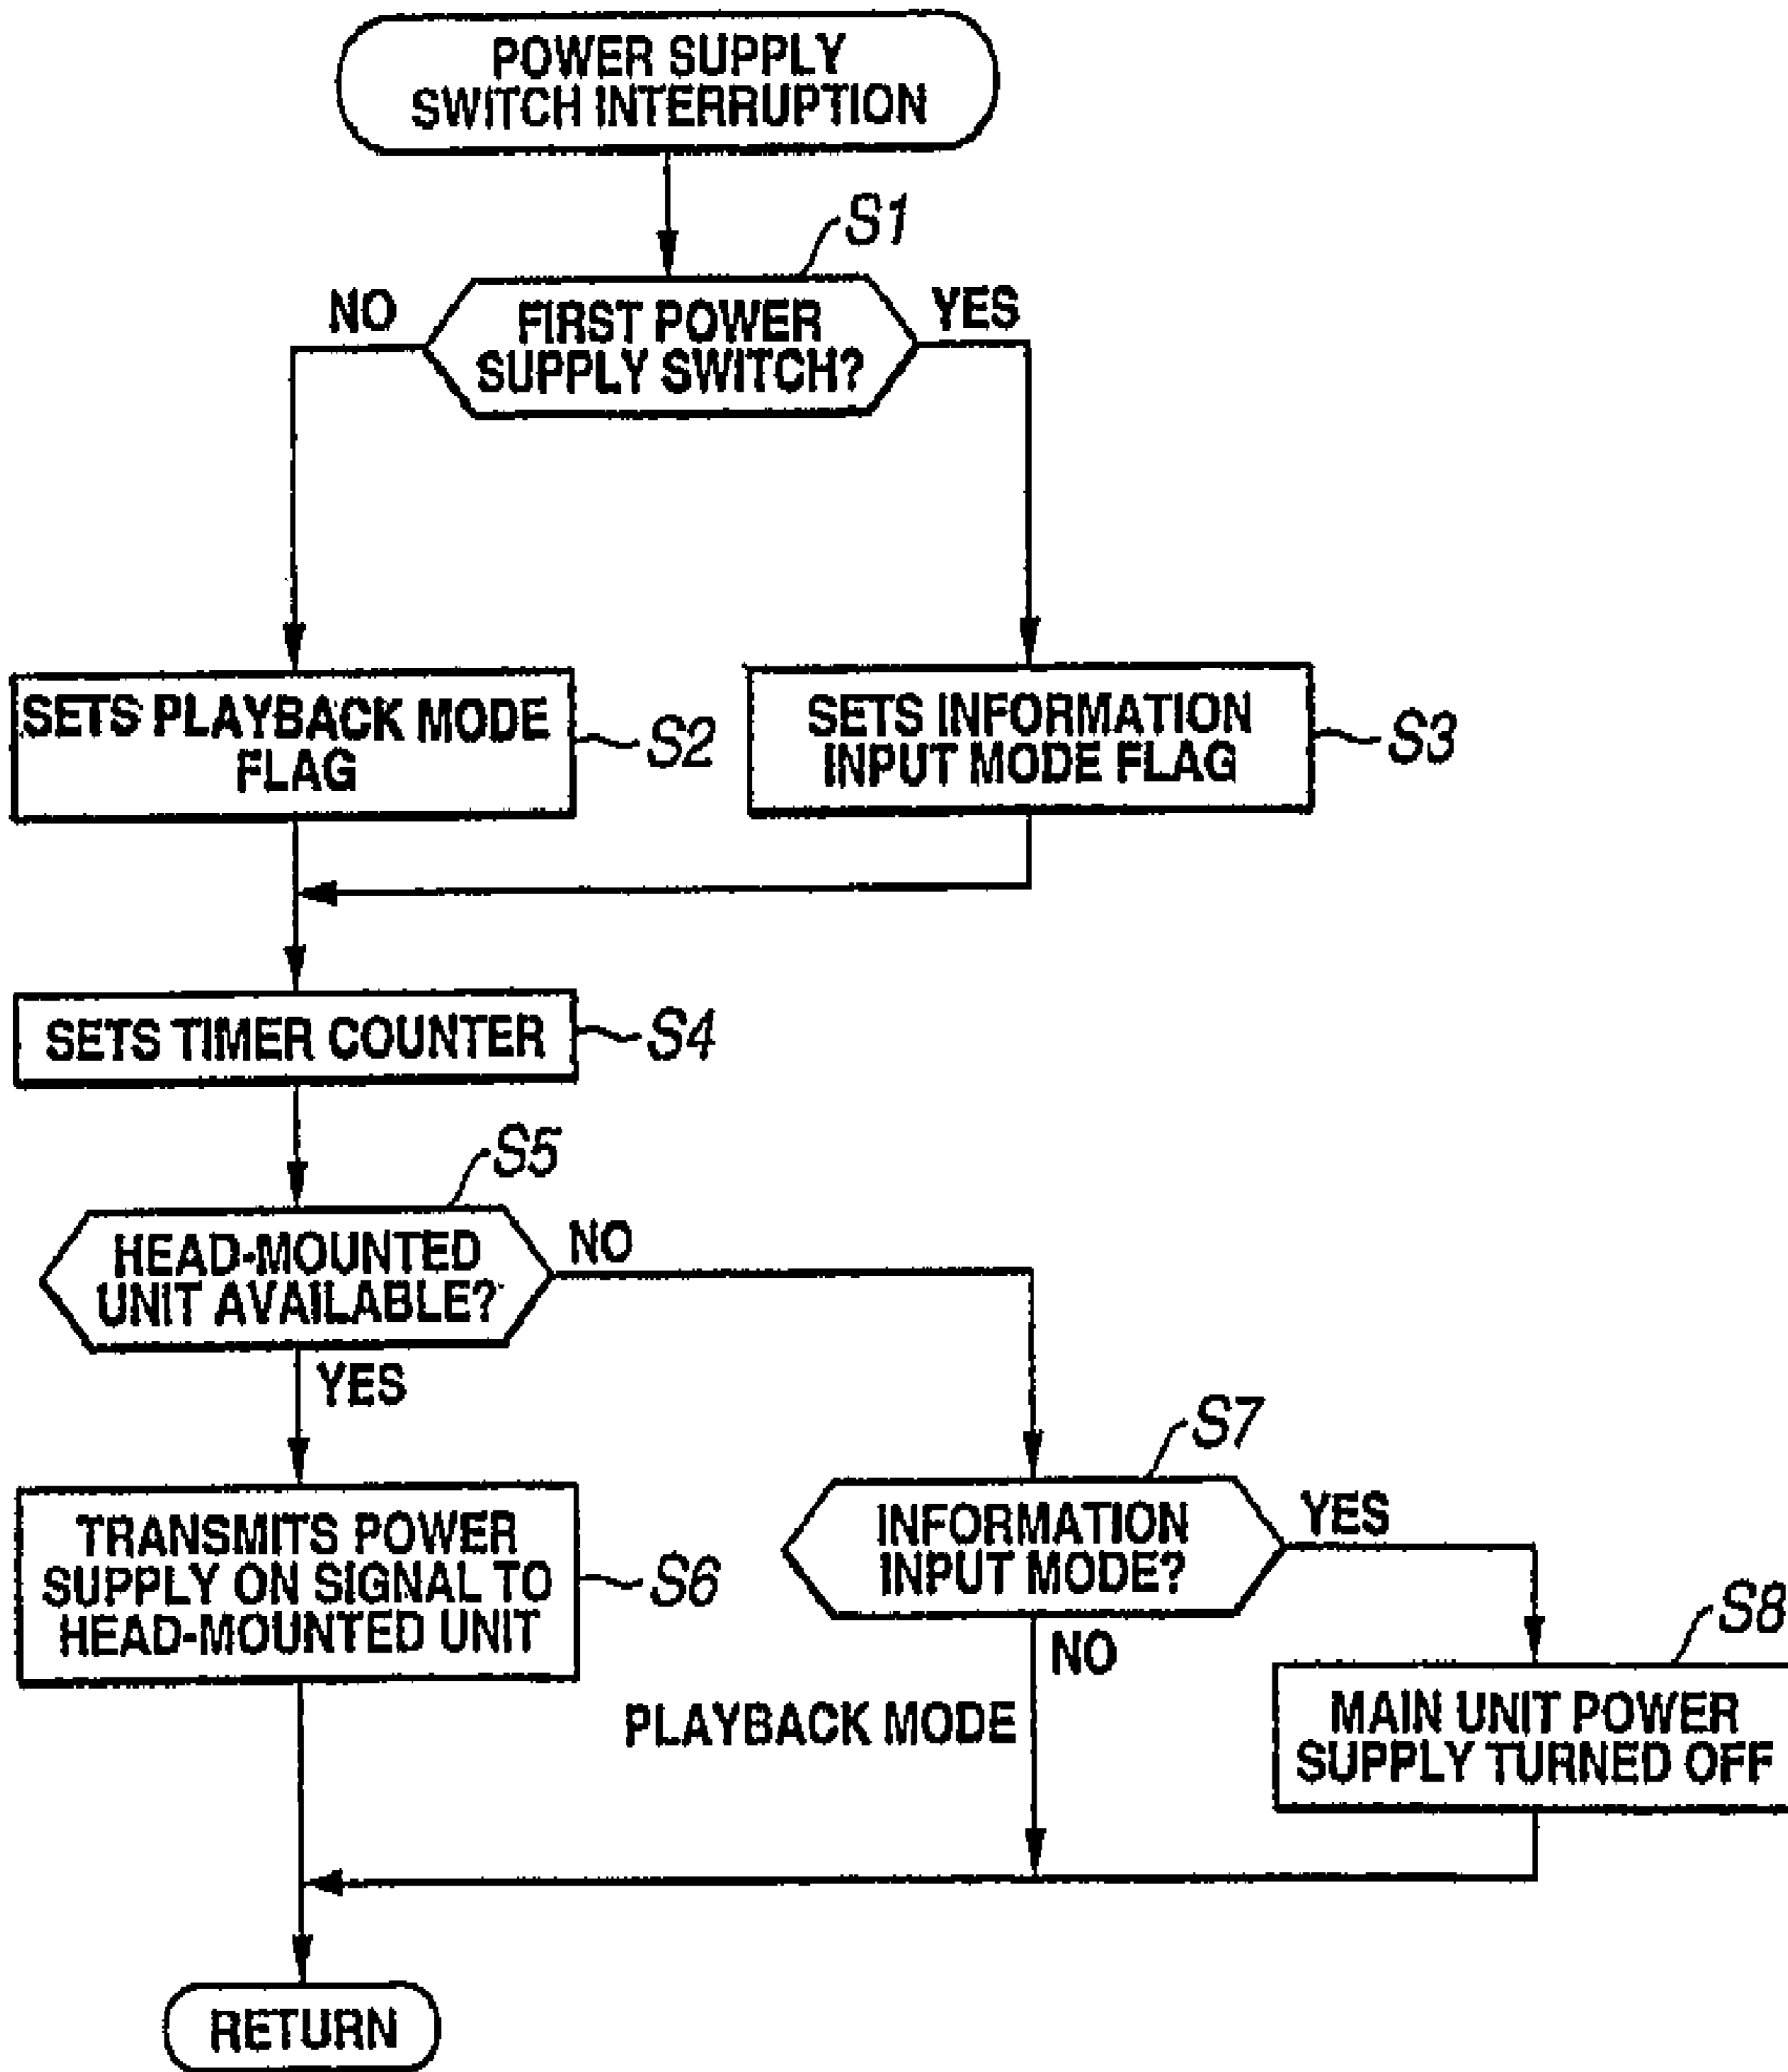 POWER SUPPLY
SWITCH INTERRUPTION
S1
NO
YES
FIRST POWER
SUPPLY SWITCH?
SETS PLAYBACK MODE
FLAG
S2
SETS INFORMATION
INPUT MODE FLAG
S3
SETS TIMER COUNTER
S4
S5
HEAD-MOUNTED
UNIT AVAILABLE?
NO
YES
TRANSMITS POWER
SUPPLY ON SIGNAL TO
HEAD-MOUNTED UNIT
S6
S7
INFORMATION
INPUT MODE?
YES
NO
PLAYBACK MODE
S8
MAIN UNIT POWER
SUPPLY TURNED OFF
RETURN